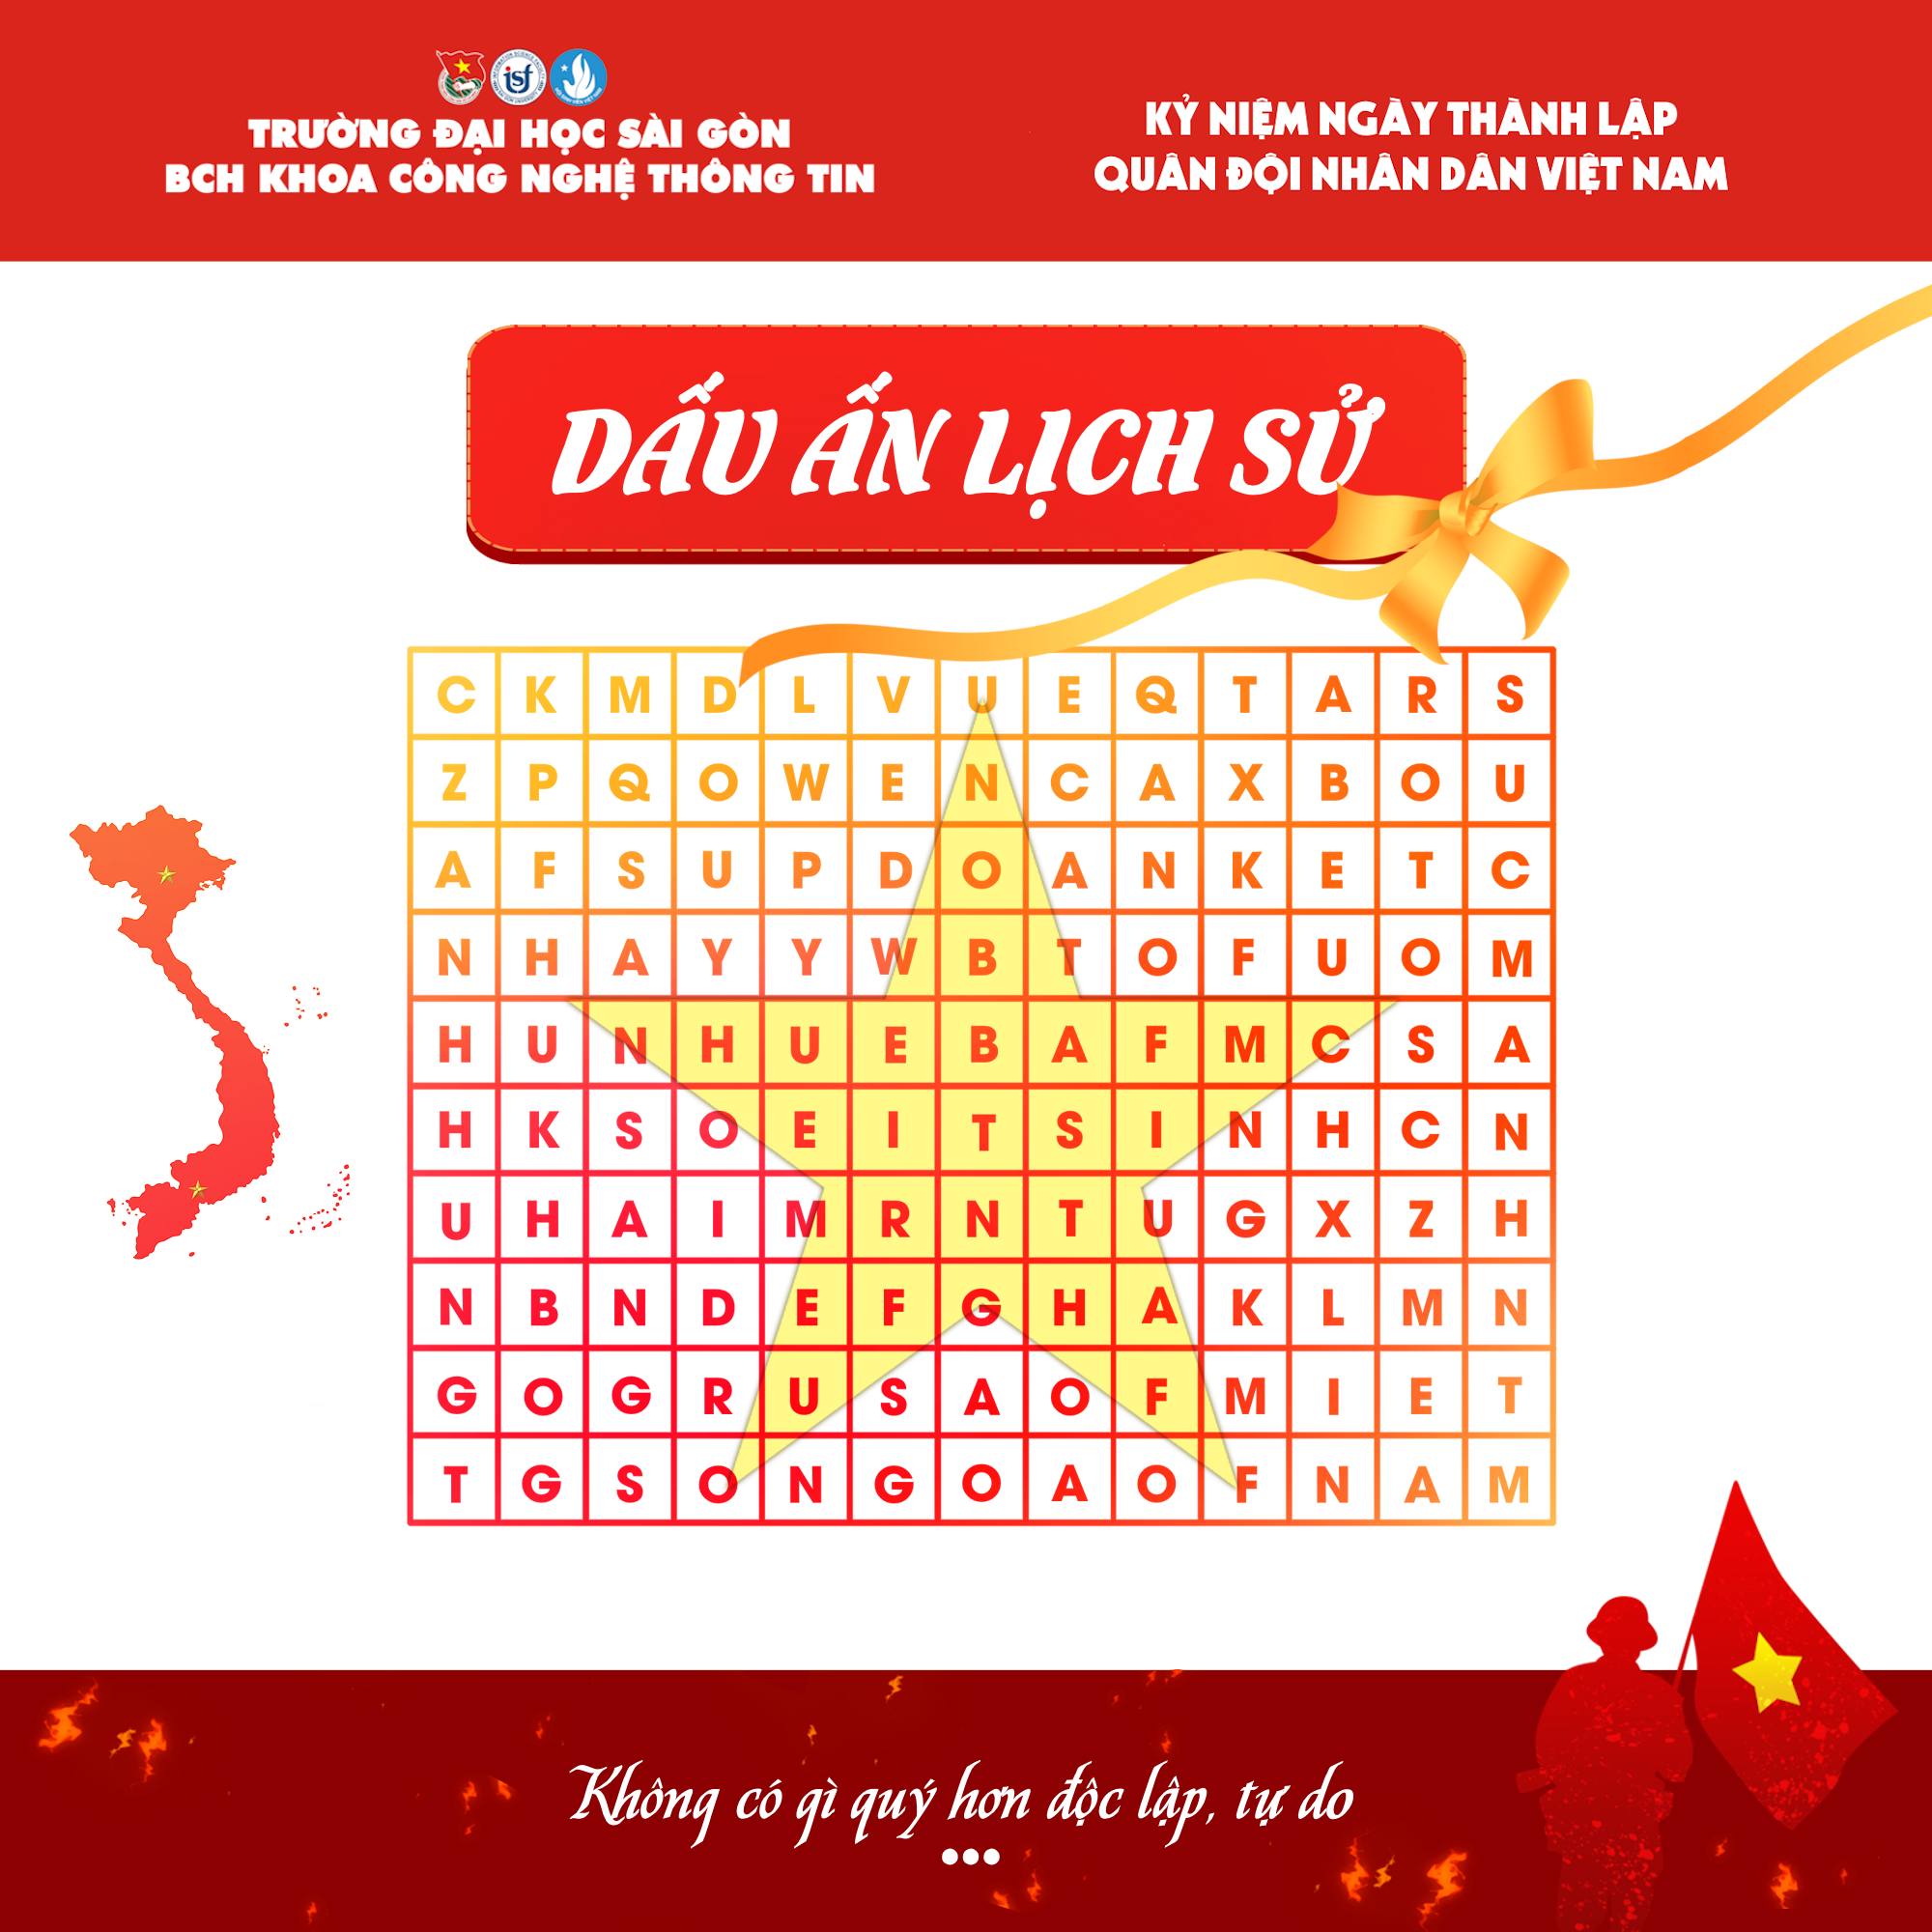 TRƯỜNG ĐẠI HỌC SÀI GÒN
BCH KHOA CÔNG NGHỆ THÔNG TIN
KỶ NIỆM NGÀY THÀNH LẬP
QUÂN ĐỘI NHÂN DÂN VIỆT NAM
isf
DẤU ẤN LỊCH SỬ
C K M D L V U E Q T A R S
Z P Q O W E N C A X B O U
A F S U P D O A N K E T C
N H A Y Y W B T O F U O M
H U N H U E B A F M C S A
H K S O E I T S I N H C N
U H A I M R N T U G X Z H
N B N D E F G H A K L M N
G O G R U S A O F M I E T
T G S O N G O A O F N A M
Không có gì quý hơn độc lập, tự do